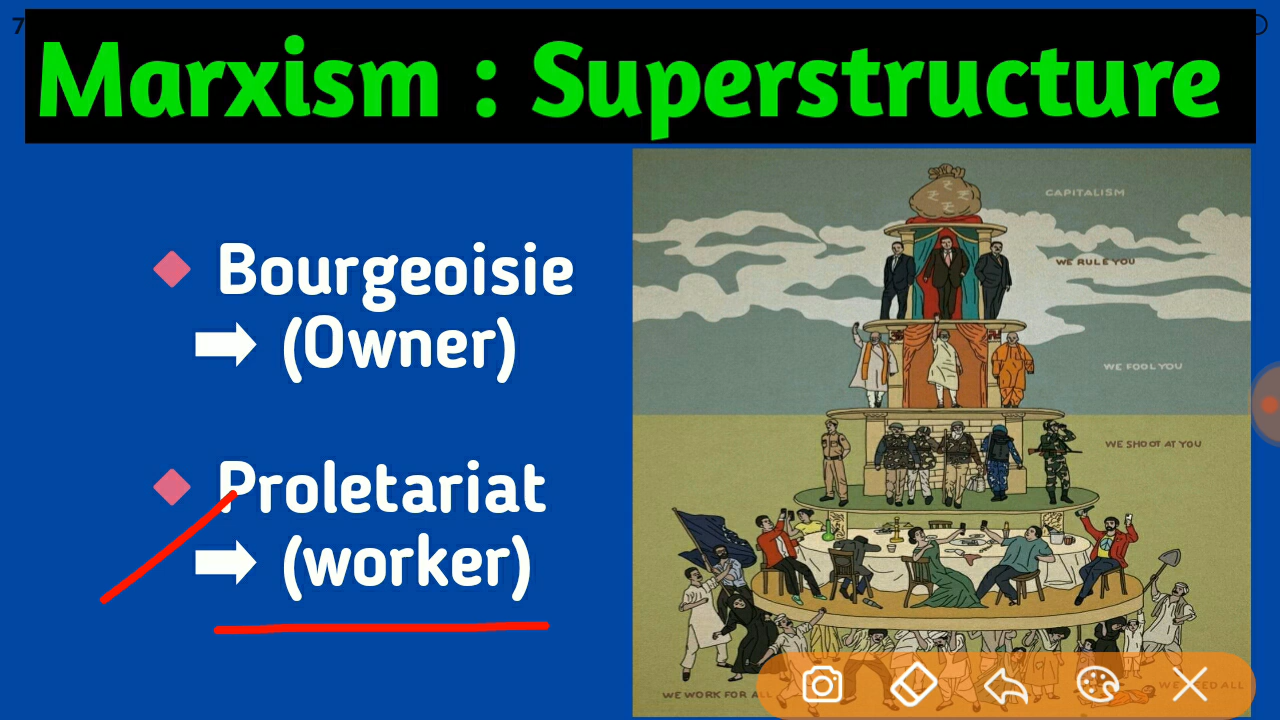 7
Marxism : Superstructure
Bourgeoisie
(Owner)
Proletariat
(worker)
CAPITALISM
WE RULE YOU
WE FOOL YOU
WE SHOOT AT YOU
WE WORK FOR ALL